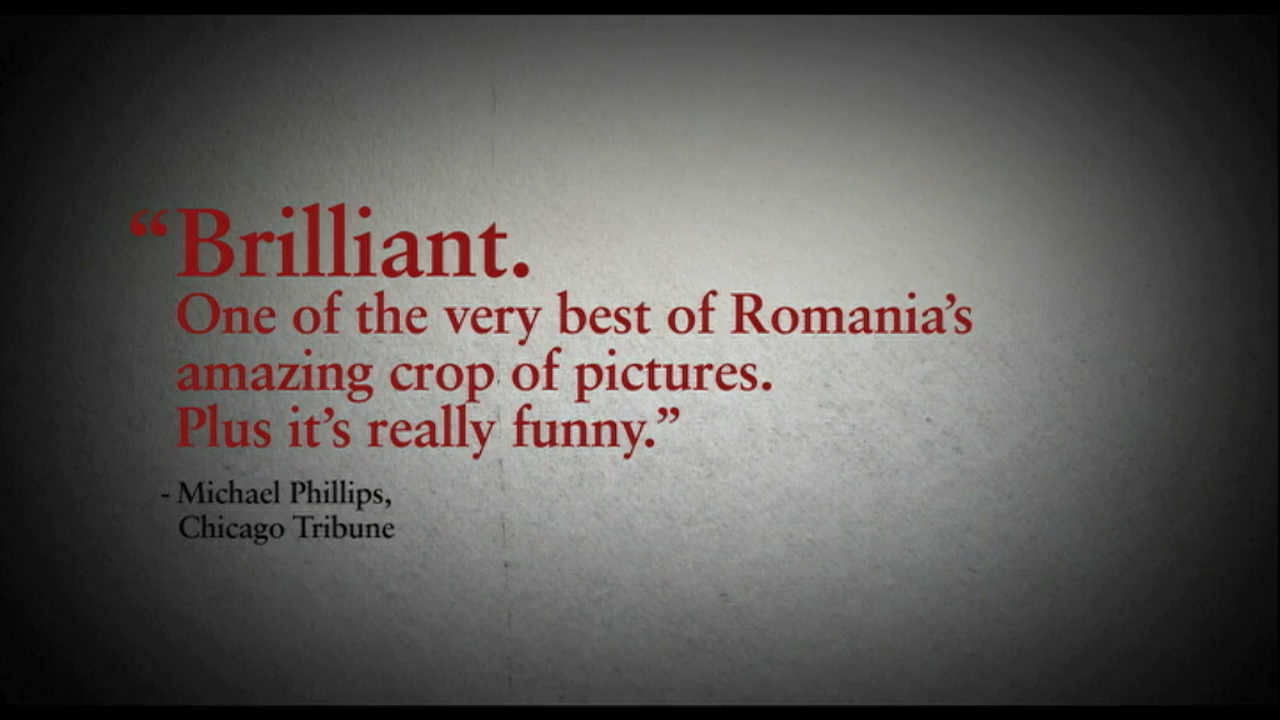 “Brilliant.
One of the very best of Romania’s
amazing crop of pictures.
Plus it’s really funny.”
- Michael Phillips,
Chicago Tribune